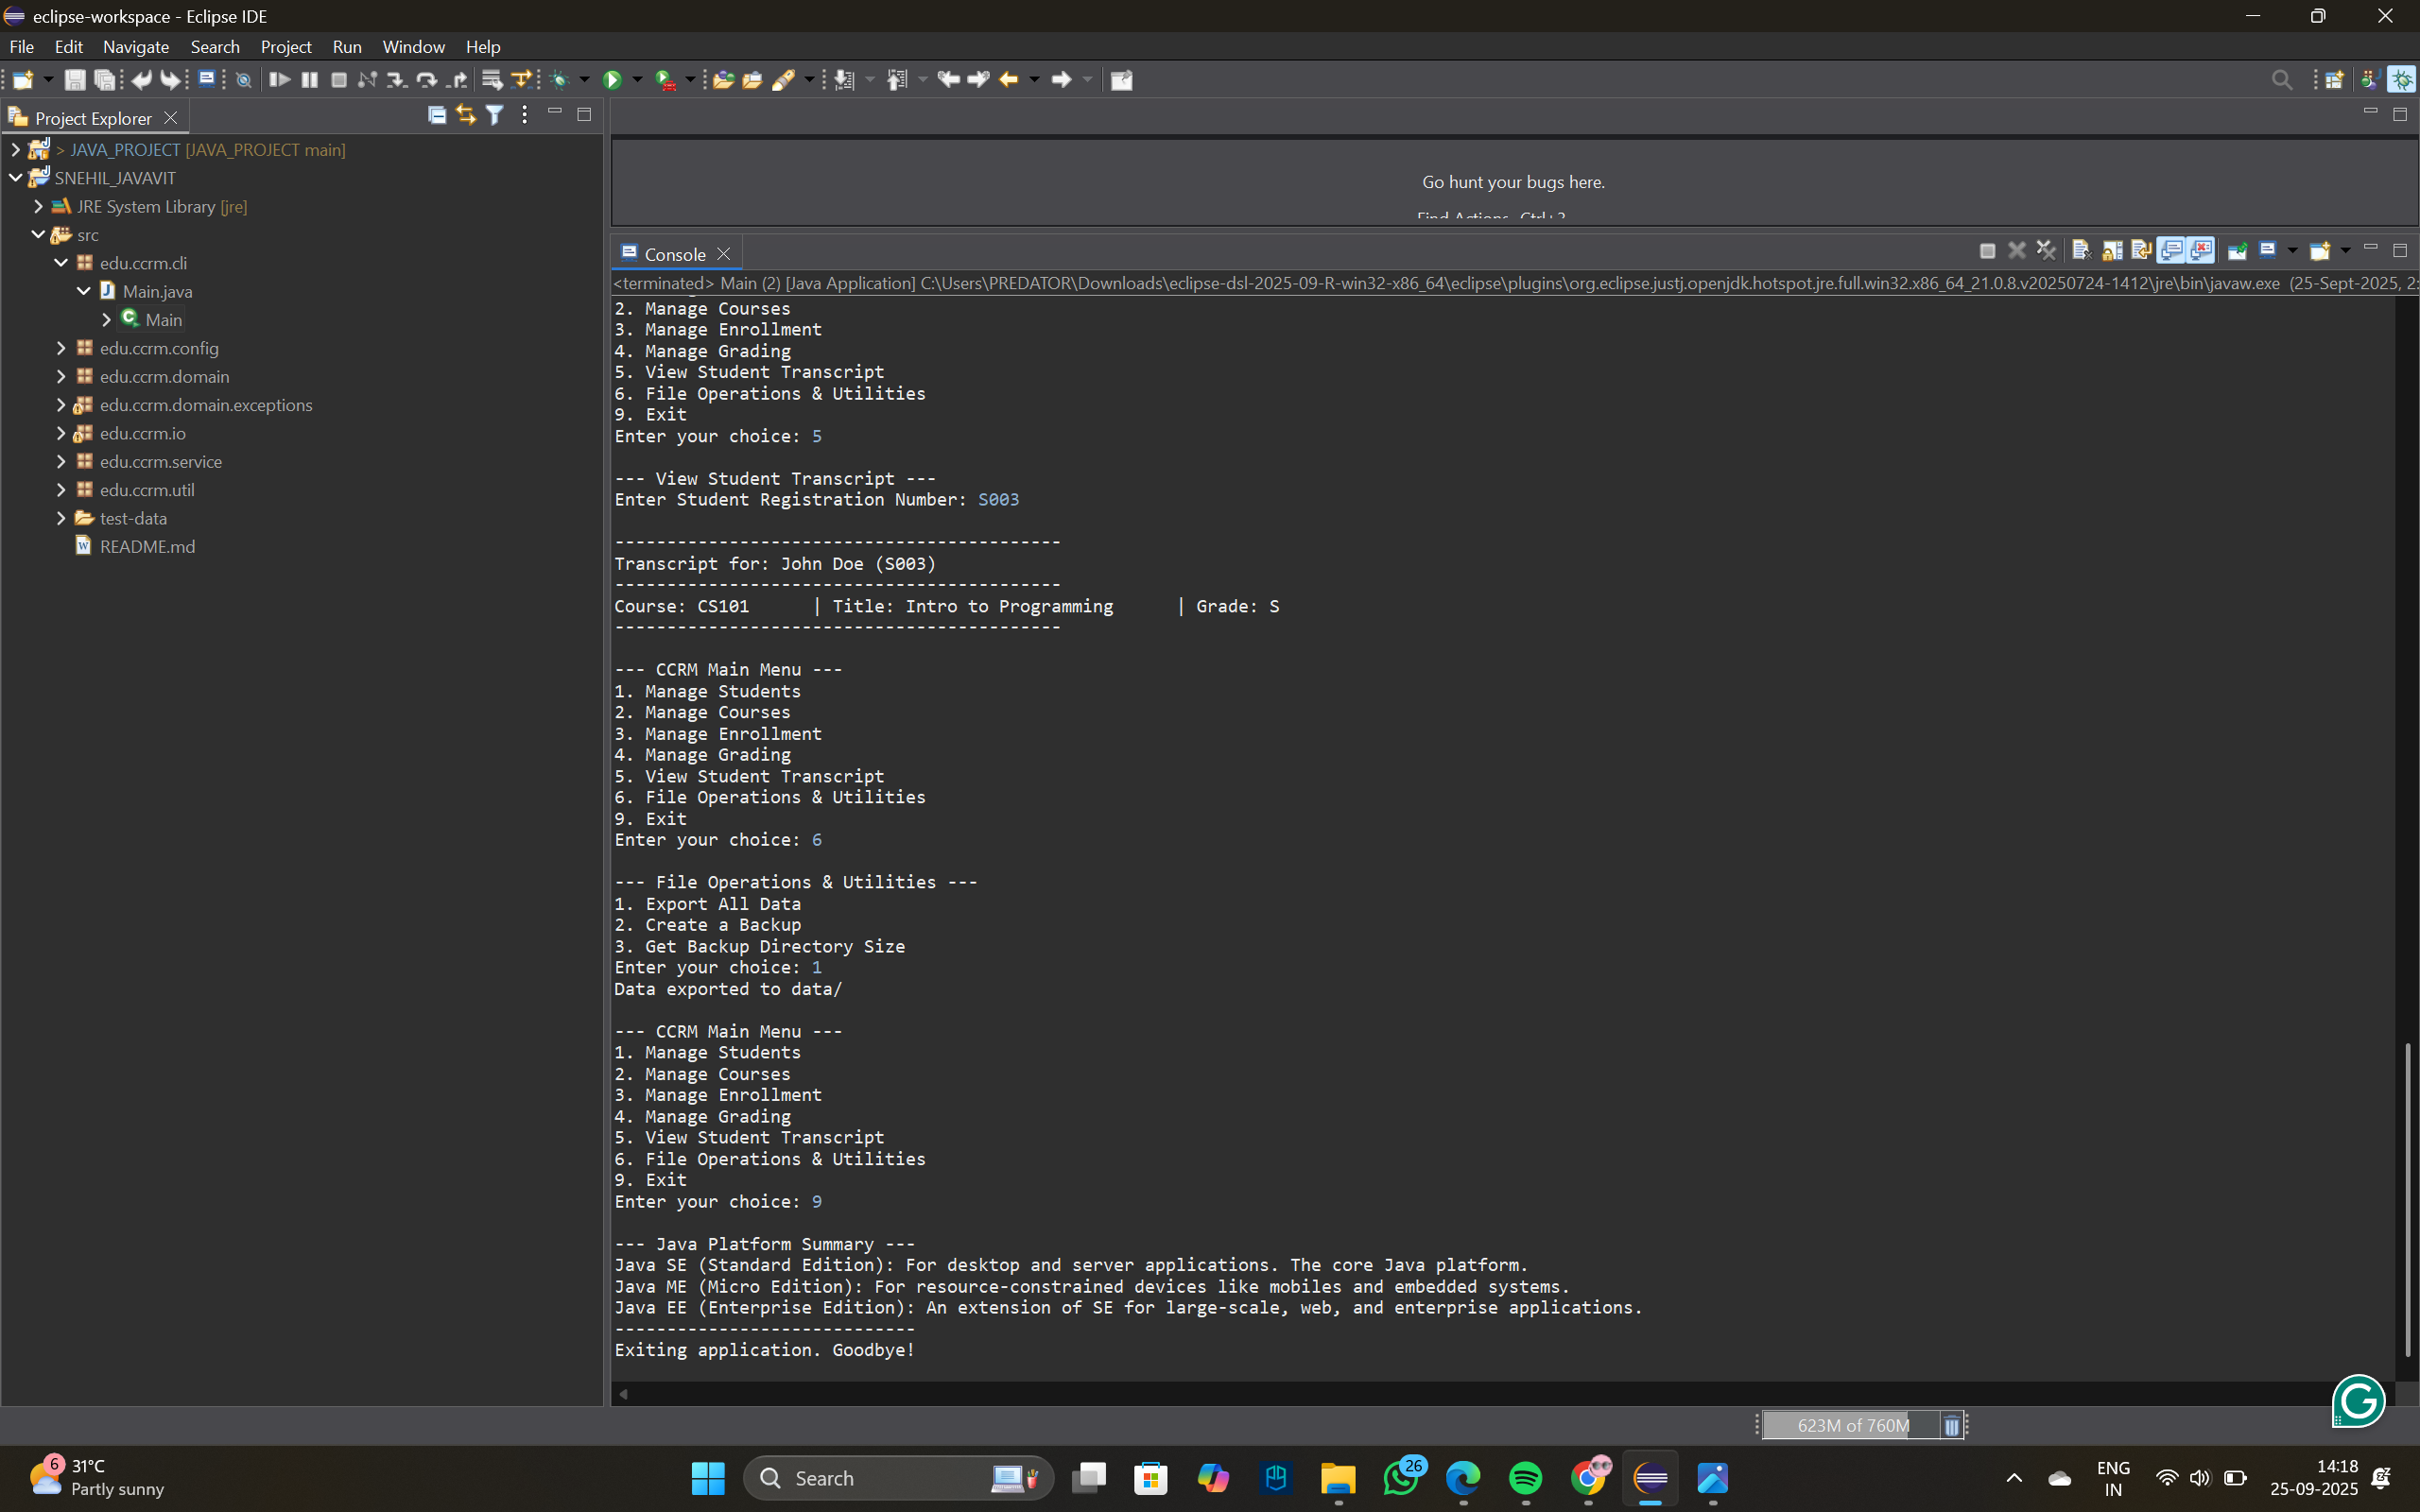 eclipse-workspace - Eclipse IDE
File Edit Navigate Search Project Run Window Help
Project Explorer
> JAVA_PROJECT [JAVA_PROJECT main]
SNEHIL_JAVAVIT
JRE System Library [jre]
src
edu.ccrm.cli
Main.java
Main
edu.ccrm.config
edu.ccrm.domain
edu.ccrm.domain.exceptions
edu.ccrm.io
edu.ccrm.service
edu.ccrm.util
test-data
README.md
Go hunt your bugs here.
Find Actions Ctrl+3
Console
<terminated> Main (2) [Java Application] C:\Users\PREDATOR\Downloads\eclipse-dsl-2025-09-R-win32-x86_64\eclipse\plugins\org.eclipse.justj.openjdk.hotspot.jre.full.win32.x86_64_21.0.8.v20250724-1412\jre\bin\javaw.exe (25-Sept-2025, 2:
2. Manage Courses
3. Manage Enrollment
4. Manage Grading
5. View Student Transcript
6. File Operations & Utilities
9. Exit
Enter your choice: 5
--- View Student Transcript ---
Enter Student Registration Number: S003
-------------------------------------------
Transcript for: John Doe (S003)
-------------------------------------------
Course: CS101 | Title: Intro to Programming | Grade: S
-------------------------------------------
--- CCRM Main Menu ---
1. Manage Students
2. Manage Courses
3. Manage Enrollment
4. Manage Grading
5. View Student Transcript
6. File Operations & Utilities
9. Exit
Enter your choice: 6
--- File Operations & Utilities ---
1. Export All Data
2. Create a Backup
3. Get Backup Directory Size
Enter your choice: 1
Data exported to data/
--- CCRM Main Menu ---
1. Manage Students
2. Manage Courses
3. Manage Enrollment
4. Manage Grading
5. View Student Transcript
6. File Operations & Utilities
9. Exit
Enter your choice: 9
--- Java Platform Summary ---
Java SE (Standard Edition): For desktop and server applications. The core Java platform.
Java ME (Micro Edition): For resource-constrained devices like mobiles and embedded systems.
Java EE (Enterprise Edition): An extension of SE for large-scale, web, and enterprise applications.
-----------------------------
Exiting application. Goodbye!
623M of 760M
6
31°C
Partly sunny
Search
26
ENG
IN
14:18
25-09-2025